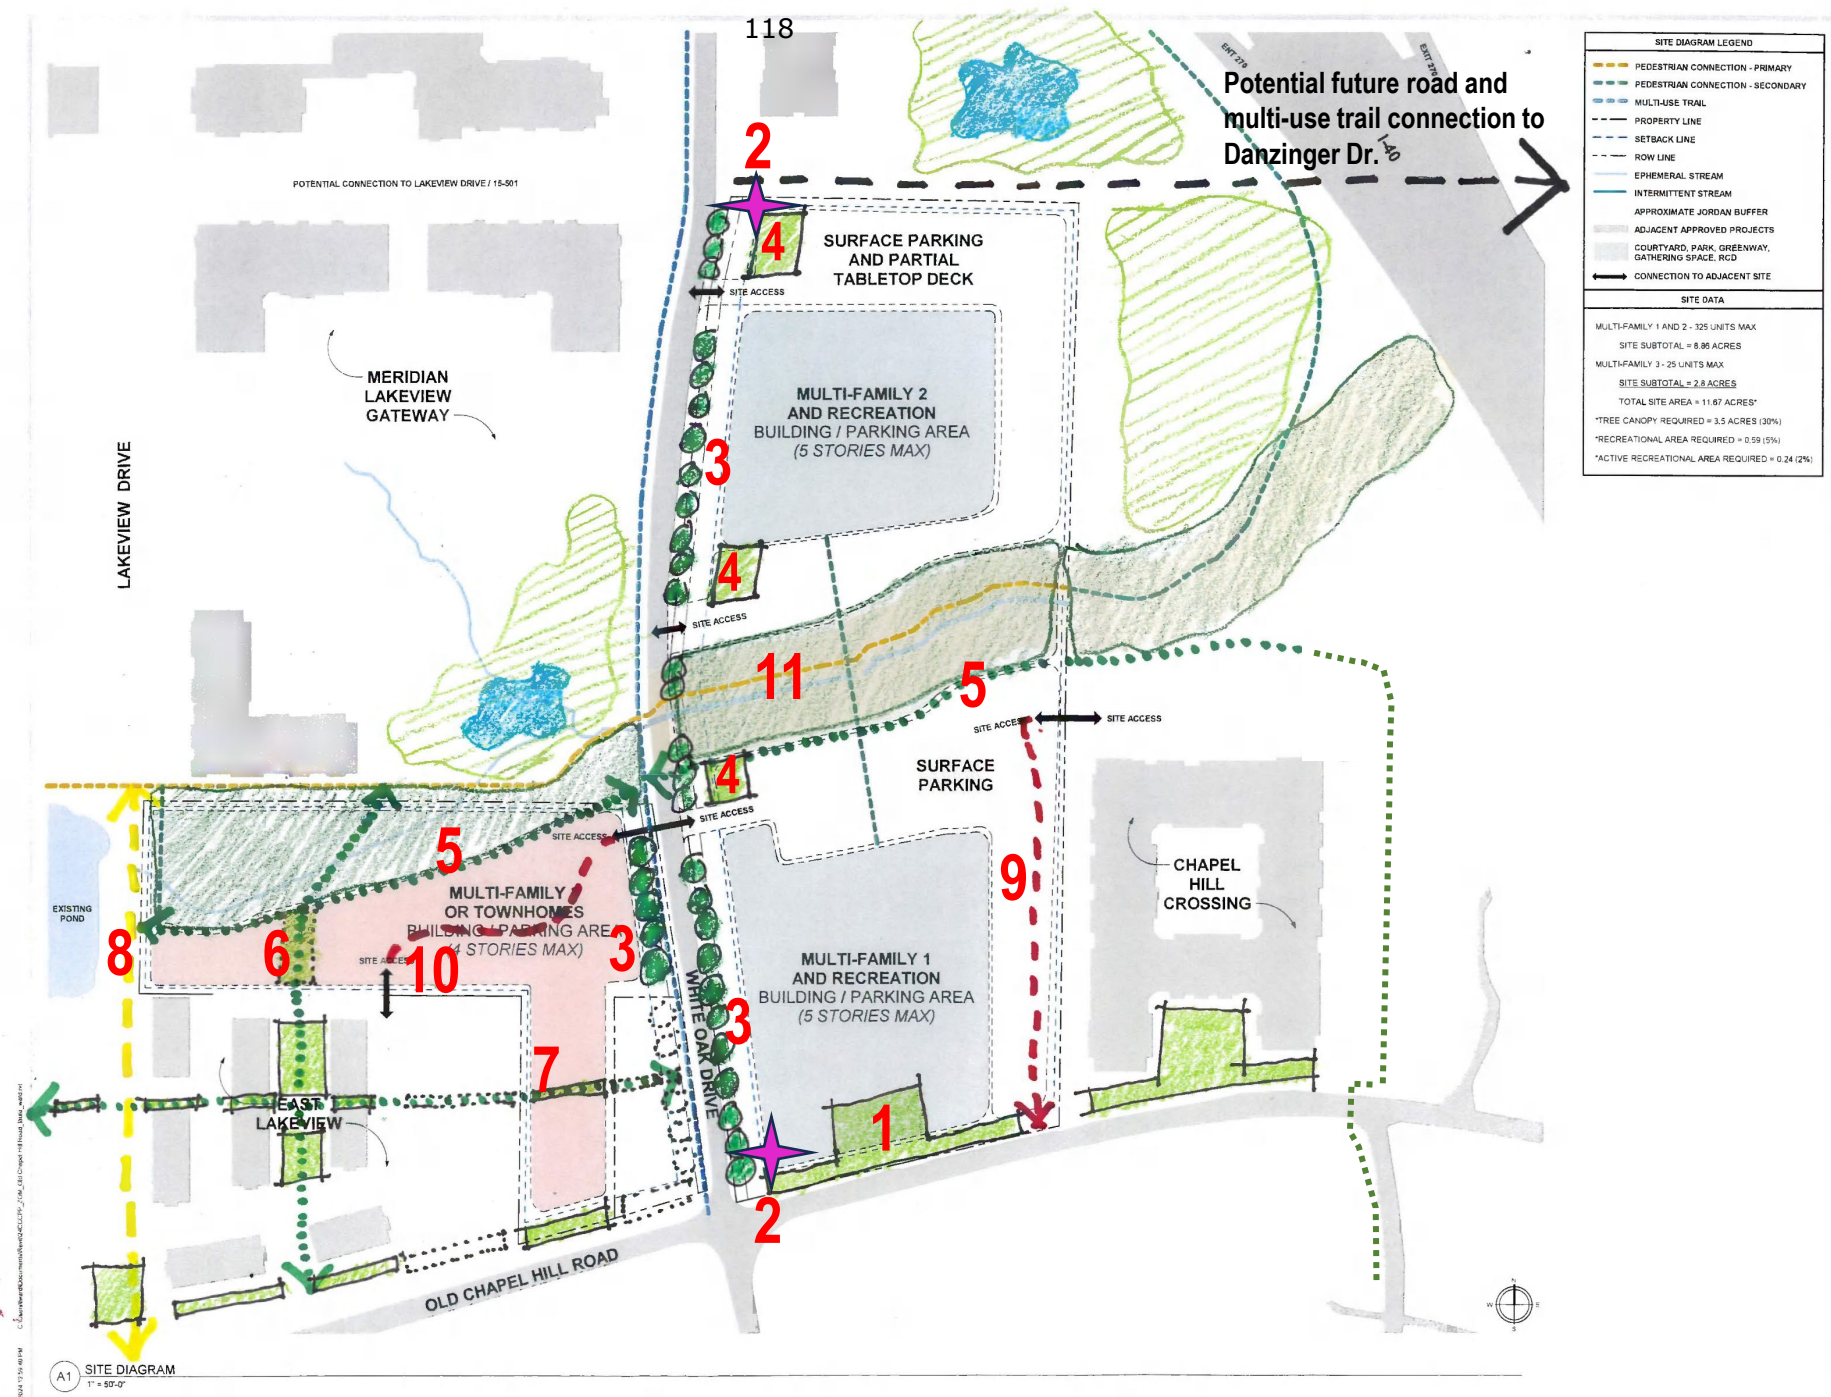 118
ENT 270
EXIT 270
I-40
Potential future road and
multi-use trail connection to
Danzinger Dr.
SITE DIAGRAM LEGEND
PEDESTRIAN CONNECTION - PRIMARY
PEDESTRIAN CONNECTION - SECONDARY
MULTI-USE TRAIL
PROPERTY LINE
SETBACK LINE
ROW LINE
EPHEMERAL STREAM
INTERMITTENT STREAM
APPROXIMATE JORDAN BUFFER
ADJACENT APPROVED PROJECTS
COURTYARD, PARK, GREENWAY,
GATHERING SPACE, RCD
CONNECTION TO ADJACENT SITE
SITE DATA
MULTI-FAMILY 1 AND 2 - 325 UNITS MAX
SITE SUBTOTAL = 8.86 ACRES
MULTI-FAMILY 3 - 25 UNITS MAX
SITE SUBTOTAL = 2.8 ACRES
TOTAL SITE AREA = 11.67 ACRES*
*TREE CANOPY REQUIRED = 3.5 ACRES (30%)
*RECREATIONAL AREA REQUIRED = 0.59 (5%)
*ACTIVE RECREATIONAL AREA REQUIRED = 0.24 (2%)
POTENTIAL CONNECTION TO LAKEVIEW DRIVE / 15-501
2
4
SURFACE PARKING
AND PARTIAL
TABLETOP DECK
SITE ACCESS
MERIDIAN
LAKEVIEW
GATEWAY
MULTI-FAMILY 2
AND RECREATION
BUILDING / PARKING AREA
(5 STORIES MAX)
3
LAKEVIEW DRIVE
4
SITE ACCESS
11
5
SITE ACCESS
SITE ACCESS
4
SURFACE
PARKING
SITE ACCESS
SITE ACCESS
5
9
CHAPEL
HILL
CROSSING
MULTI-FAMILY
OR TOWNHOMES
BUILDING / PARKING ARE
(4 STORIES MAX)
EXISTING
POND
8
6
SITE ACCES
10
3
MULTI-FAMILY 1
AND RECREATION
BUILDING / PARKING AREA
(5 STORIES MAX)
3
WHITE OAK DRIVE
7
EAST
LAKEVIEW
1
2
OLD CHAPEL HILL ROAD
N
W
E
S
A1
SITE DIAGRAM
1" = 50'-0"